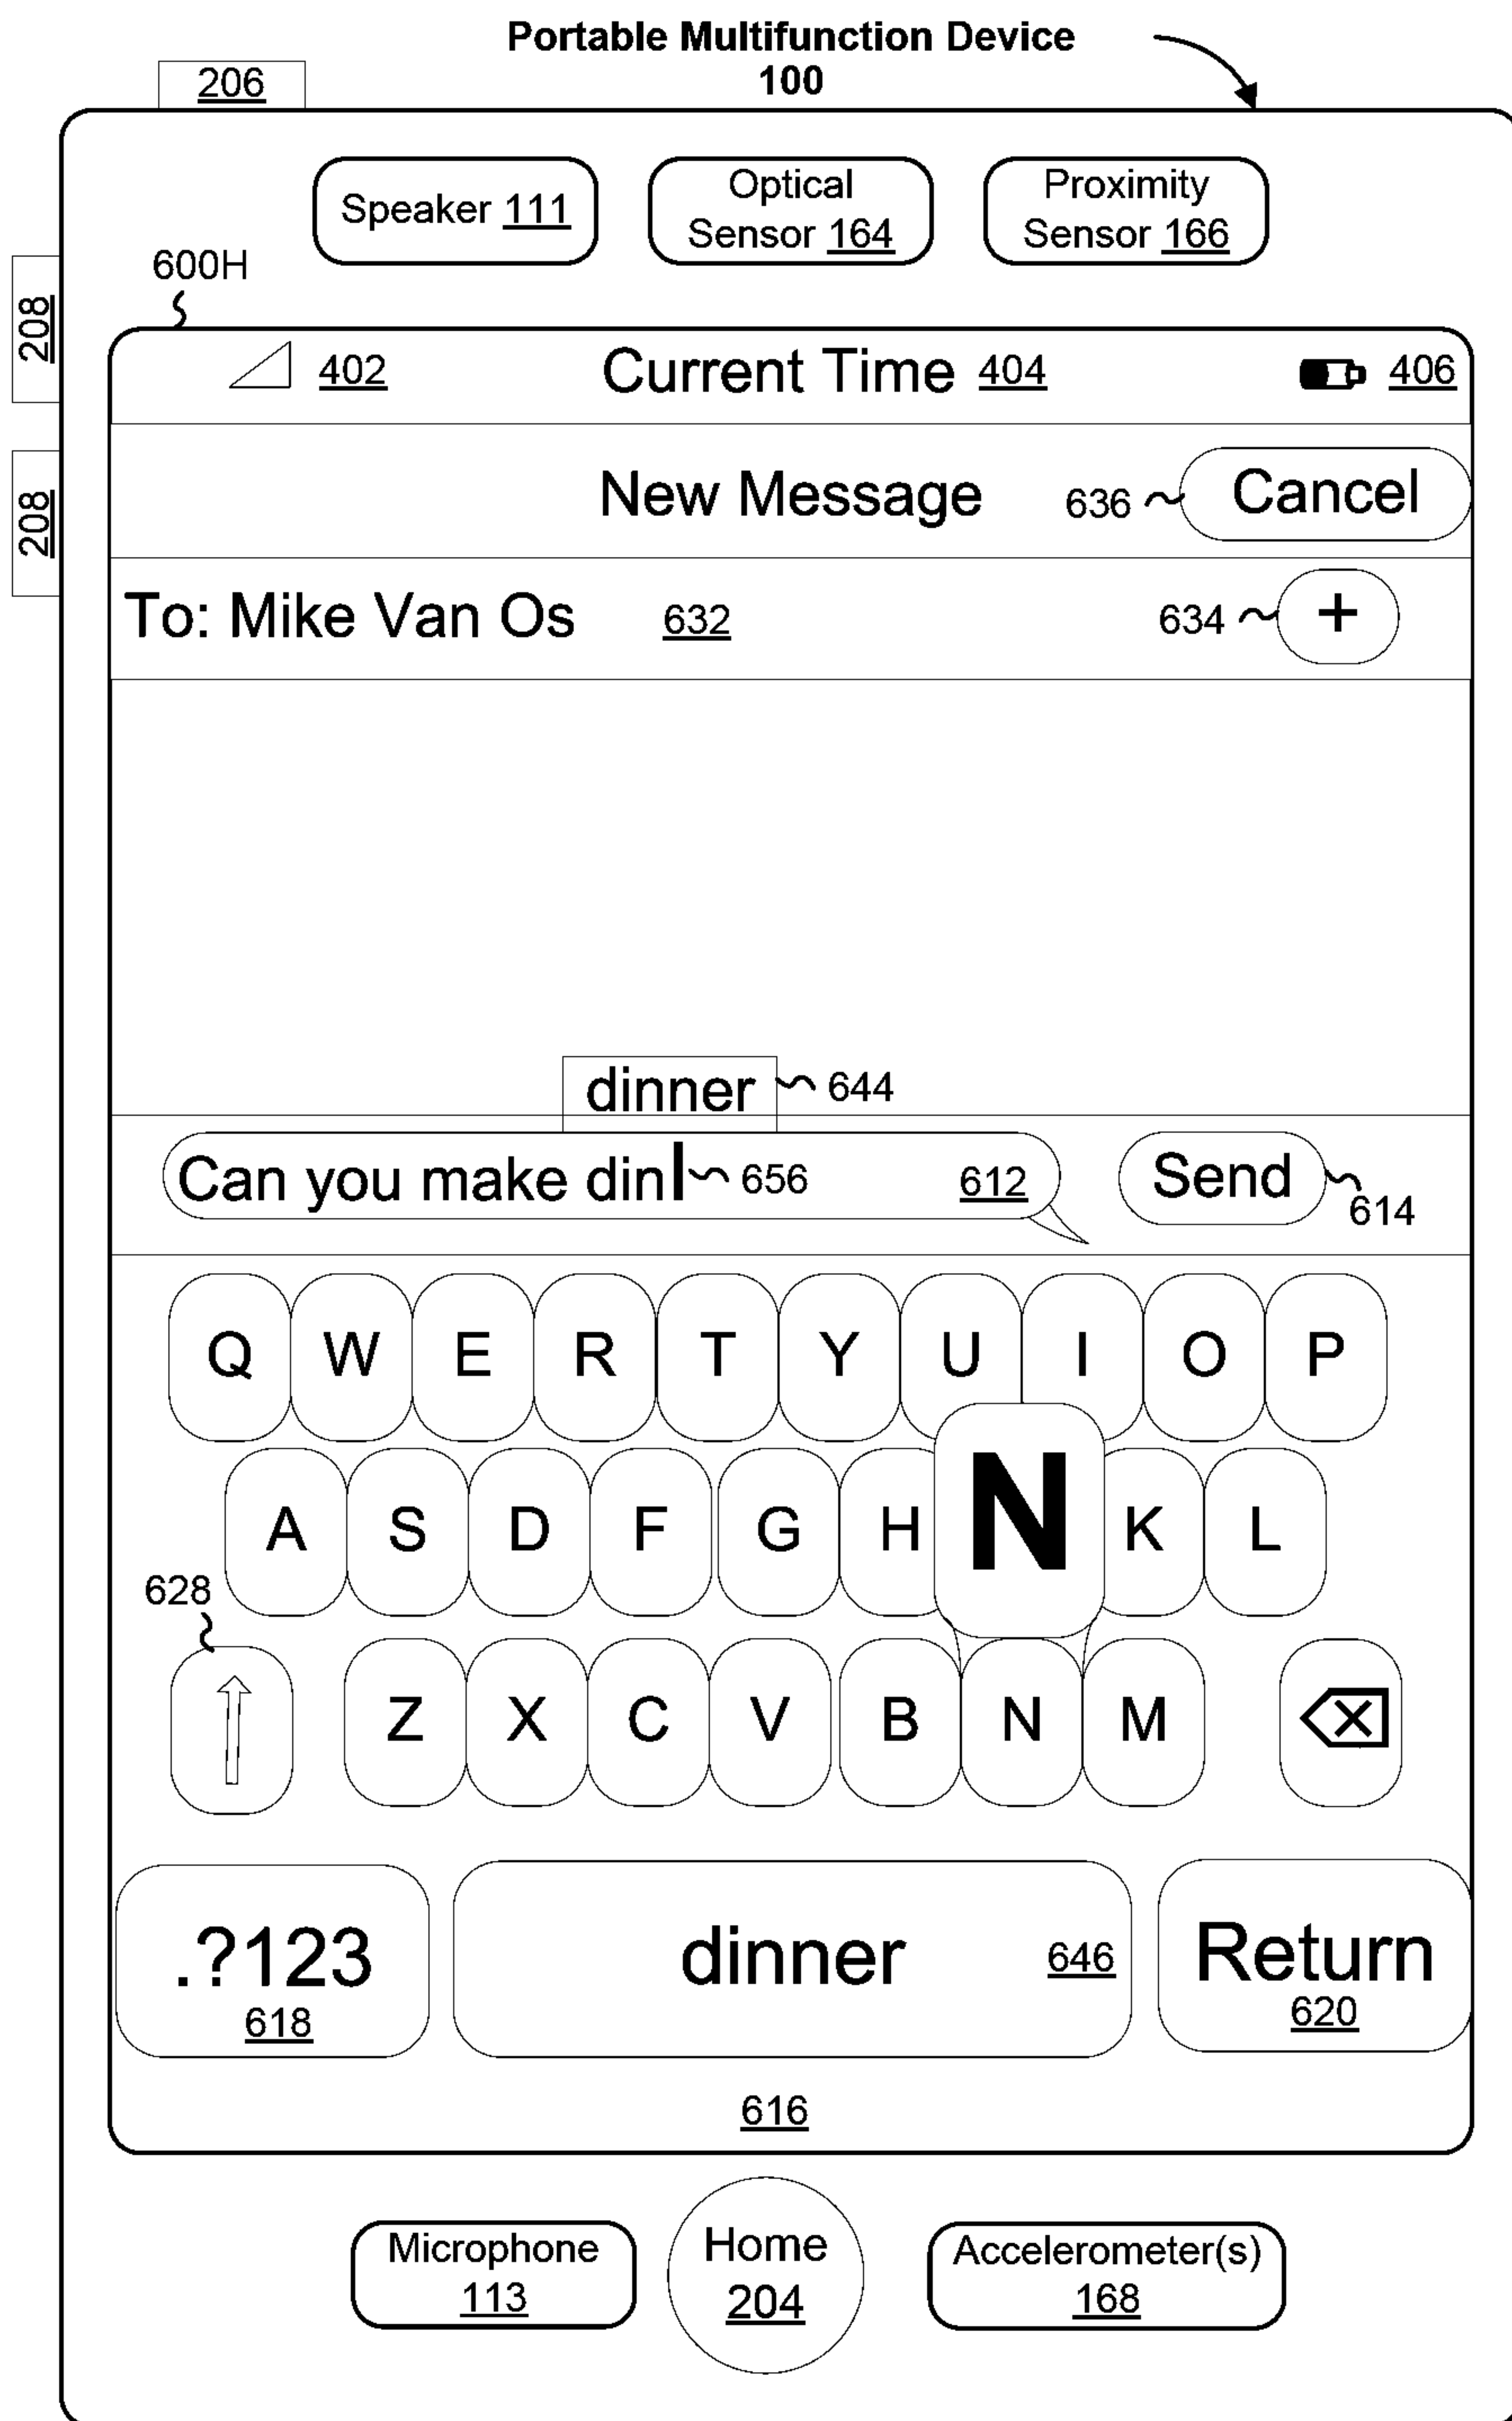 Portable Multifunction Device
100
206
Speaker 111
Optical
Sensor 164
Proximity
Sensor 166
600H
208
208
402
Current Time 404
406
New Message
636
Cancel
To: Mike Van Os
632
634
+
dinner
644
Can you make din
656
612
Send
614
Q W E R T Y U I O P
A S D F G H N K L
628
Z X C V B N M
.?123
618
dinner
646
Return
620
616
Microphone
113
Home
204
Accelerometer(s)
168